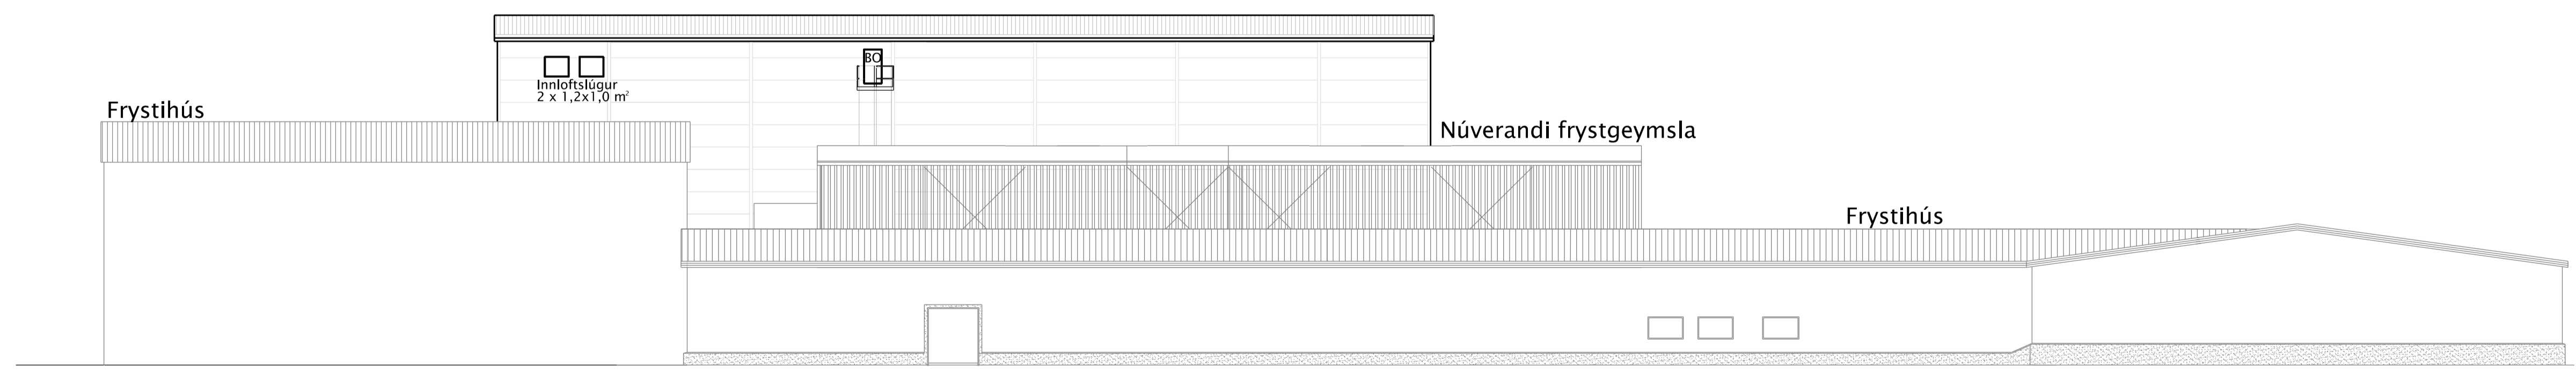 BO
Innloftslúgur
2 x 1,2x1,0 m²
Frystihús
Núverandi frystgeymsla
Frystihús